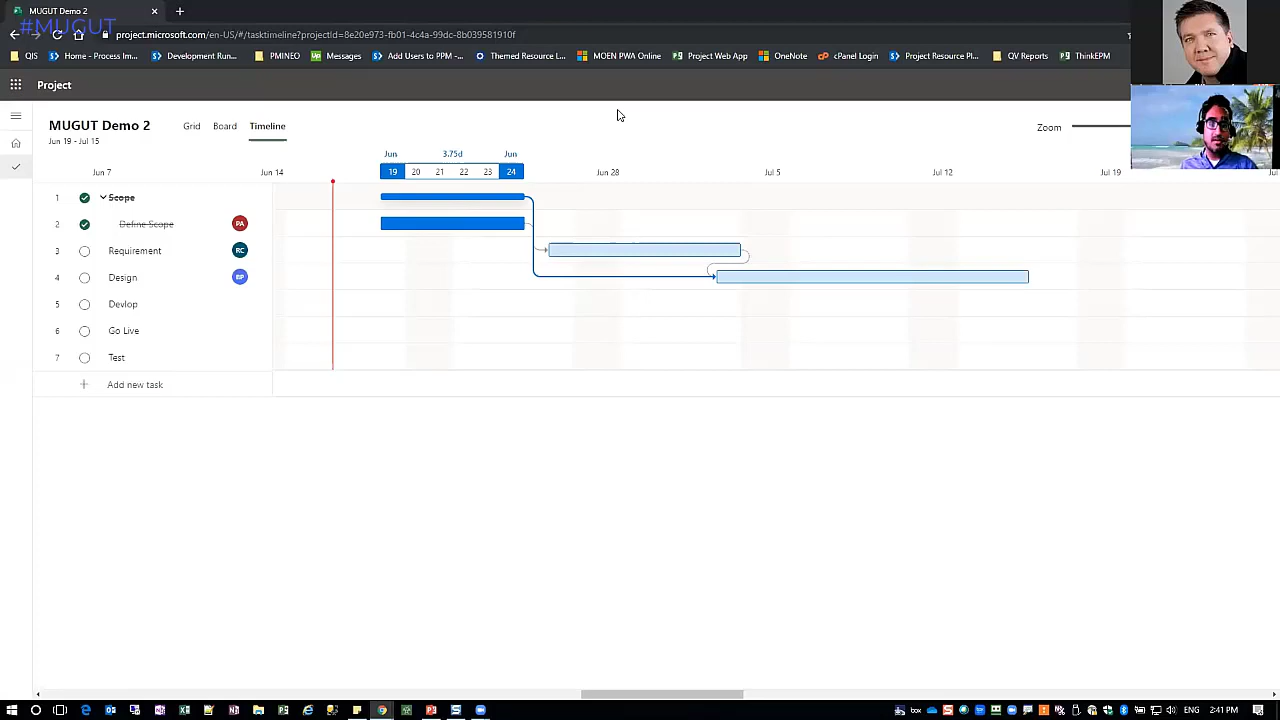 MUGUT Demo 2
#MUGUT
project.microsoft.com/en-US/#/tasktimeline?projectId=8e20e973-fb01-4c4a-99dc-8b039581910f
QIS
Home - Process Im...
Development Run...
PMINEO
Messages
Add Users to PPM -...
Themed Resource L...
MOEN PWA Online
Project Web App
OneNote
cPanel Login
Project Resource Pl...
QV Reports
ThinkEPM
Project
MUGUT Demo 2
Grid
Board
Timeline
Zoom
Jun 19 - Jul 15
Jun
3.75d
Jun
Jun 7
Jun 14
19
20
21
22
23
24
Jun 28
Jul 5
Jul 12
Jul 19
1
Scope
2
Define Scope
PA
3
Requirement
RC
4
Design
BP
5
Devlop
6
Go Live
7
Test
Add new task
box
ENG
2:41 PM